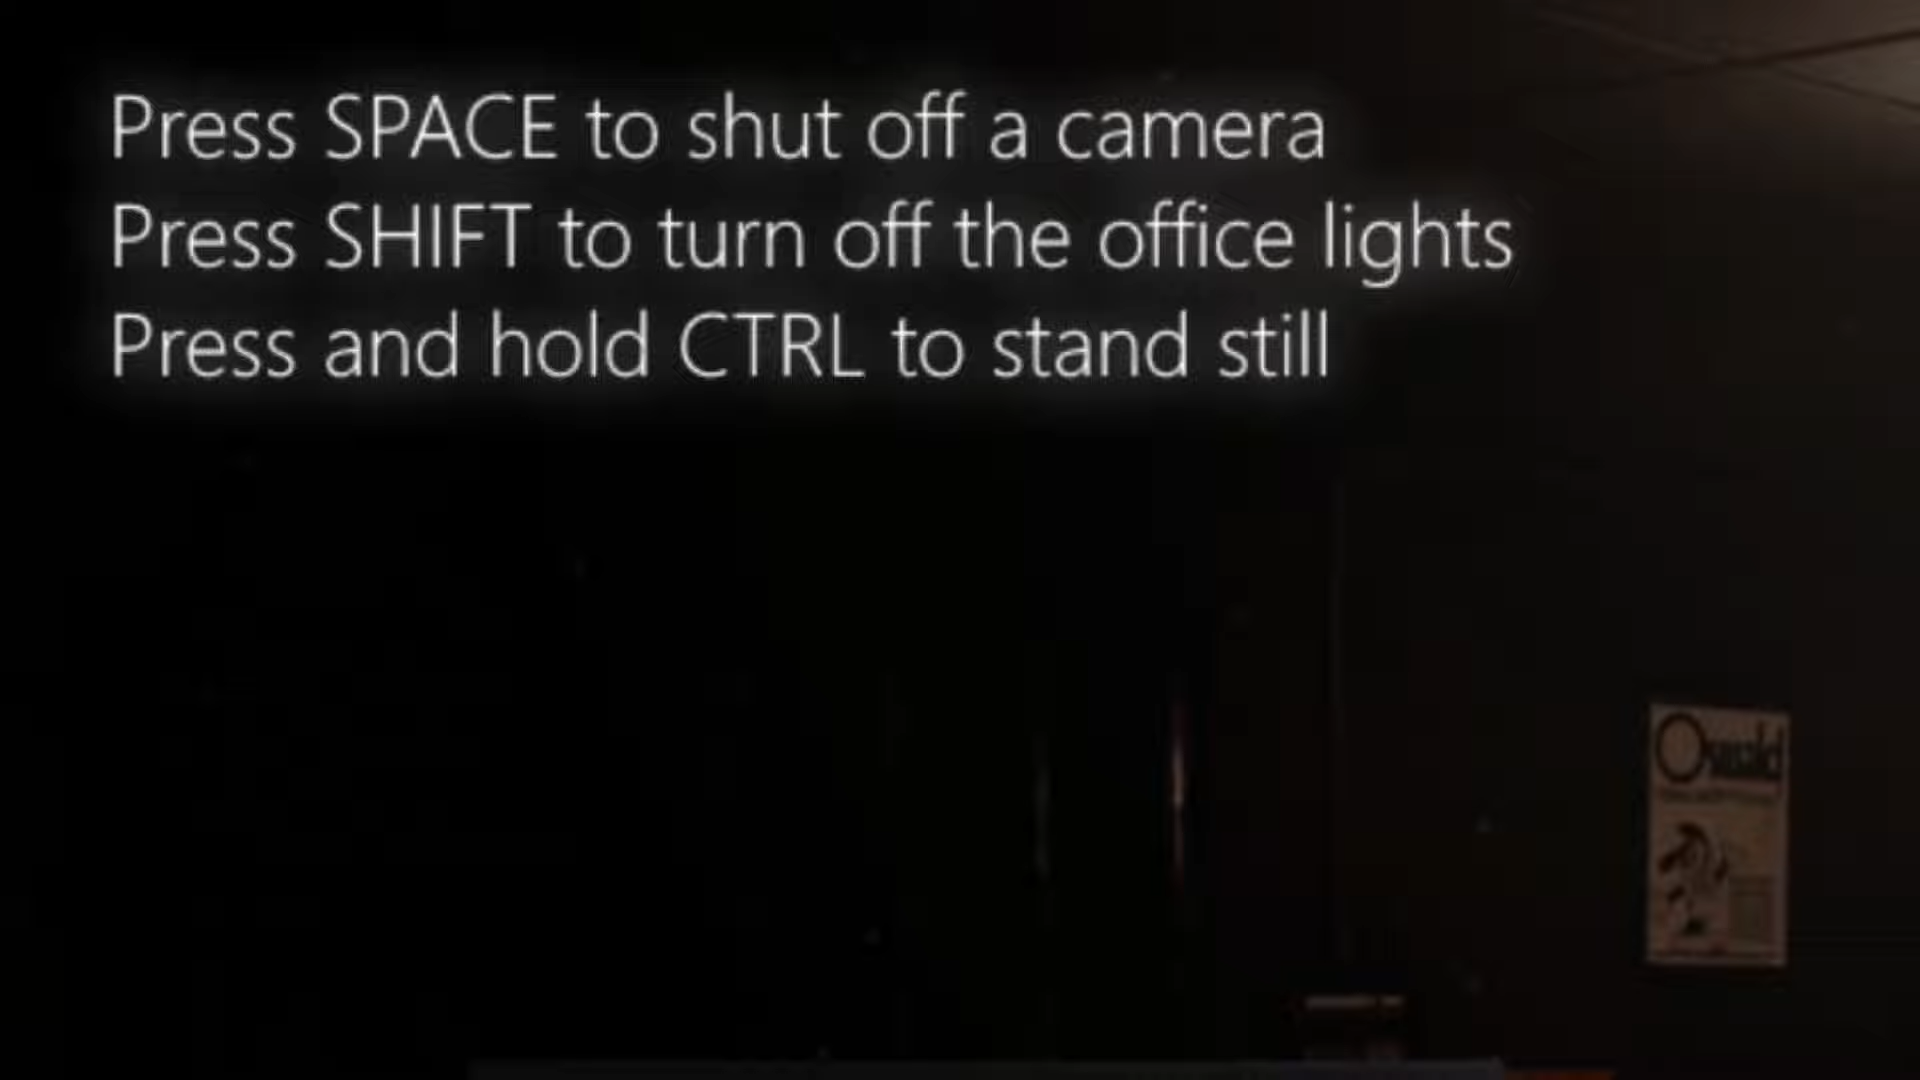 Press SPACE to shut off a camera
Press SHIFT to turn off the office lights
Press and hold CTRL to stand still
Oswald